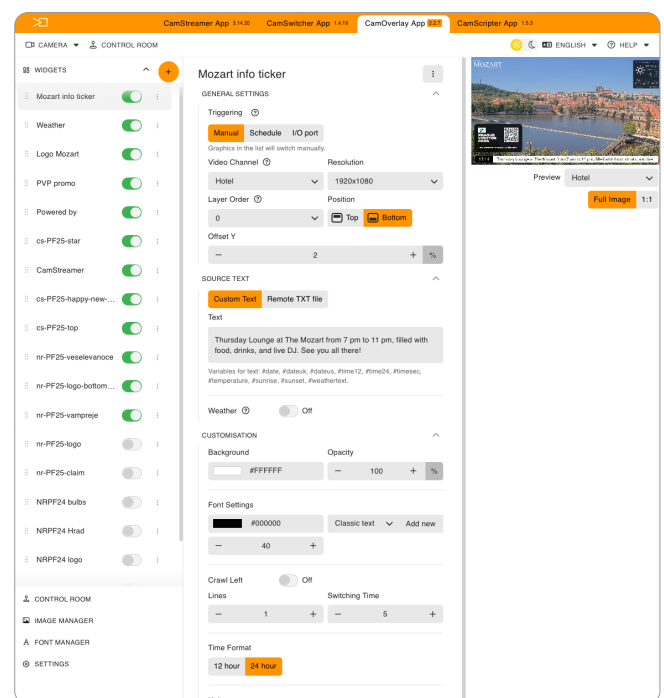 CamStreamer App 3.14.20
CamSwitcher App 1.4.19
CamOverlay App 2.2.7
CamScripter App 1.5.3
CAMERA
CONTROL ROOM
ENGLISH
HELP
WIDGETS
Mozart info ticker
Weather
Logo Mozart
PVP promo
Powered by
cs-PF25-star
CamStreamer
cs-PF25-happy-new-...
cs-PF25-top
nr-PF25-veselevanoce
nr-PF25-logo-bottom...
nr-PF25-vampreje
nr-PF25-logo
nr-PF25-claim
NRPF24 bulbs
NRPF24 Hrad
NRPF24 logo
CONTROL ROOM
IMAGE MANAGER
FONT MANAGER
SETTINGS
Mozart info ticker
GENERAL SETTINGS
Triggering
Manual Schedule I/O port
Graphics in the list will switch manually.
Video Channel Resolution
Hotel 1920x1080
Layer Order Position
0 Top Bottom
Offset Y
− 2 + %
SOURCE TEXT
Custom Text Remote TXT file
Text
Thursday Lounge at The Mozart from 7 pm to 11 pm, filled with
food, drinks, and live DJ. See you all there!
Variables for text: #date, #dateuk, #dateus, #time12, #time24, #timesec,
#temperature, #sunrise, #sunset, #weathertext.
Weather Off
CUSTOMISATION
Background Opacity
#FFFFFF − 100 + %
Font Settings
#000000 Classic text Add new
− 40 +
Crawl Left Off
Lines Switching Time
− 1 + − 5 +
Time Format
12 hour 24 hour
MOZART
Preview Hotel
Full Image 1:1